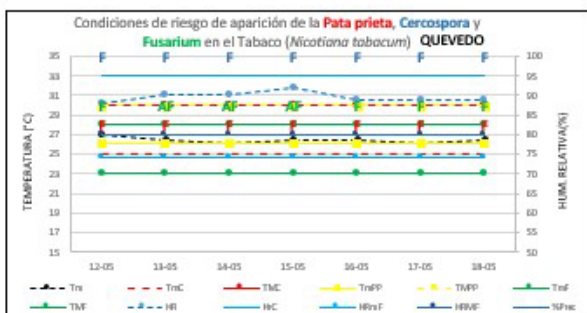 Condiciones de riesgo de aparición de la Pata prieta, Cercospora y
Fusarium en el Tabaco (Nicotiana tabacum) QUEVEDO
TEMPERATURA (°C)
35
33
31
29
27
25
23
21
19
17
15
F F F F F F F
F AF AF AF F F F
F F F F F F F
100
95
90
85
80
75
70
65
60
55
50
HUM. RELATIVA(%)
12-05 13-05 14-05 15-05 16-05 17-05 18-05
Tm TmC TMC TmPP TMPP TmF
TMF HR HrC HRmF HRMF %Prec